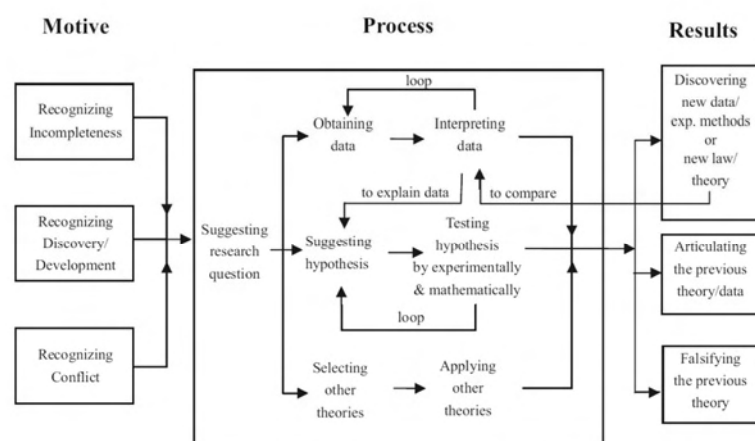 Motive
Process
Results
Recognizing
Incompleteness
Recognizing
Discovery/
Development
Recognizing
Conflict
Suggesting
research
question
loop
Obtaining
data
Interpreting
data
to explain data
to compare
Suggesting
hypothesis
Testing
hypothesis
by experimentally
& mathematically
loop
Selecting
other
theories
Applying
other
theories
Discovering
new data/
exp. methods
or
new law/
theory
Articulating
the previous
theory/data
Falsifying
the previous
theory